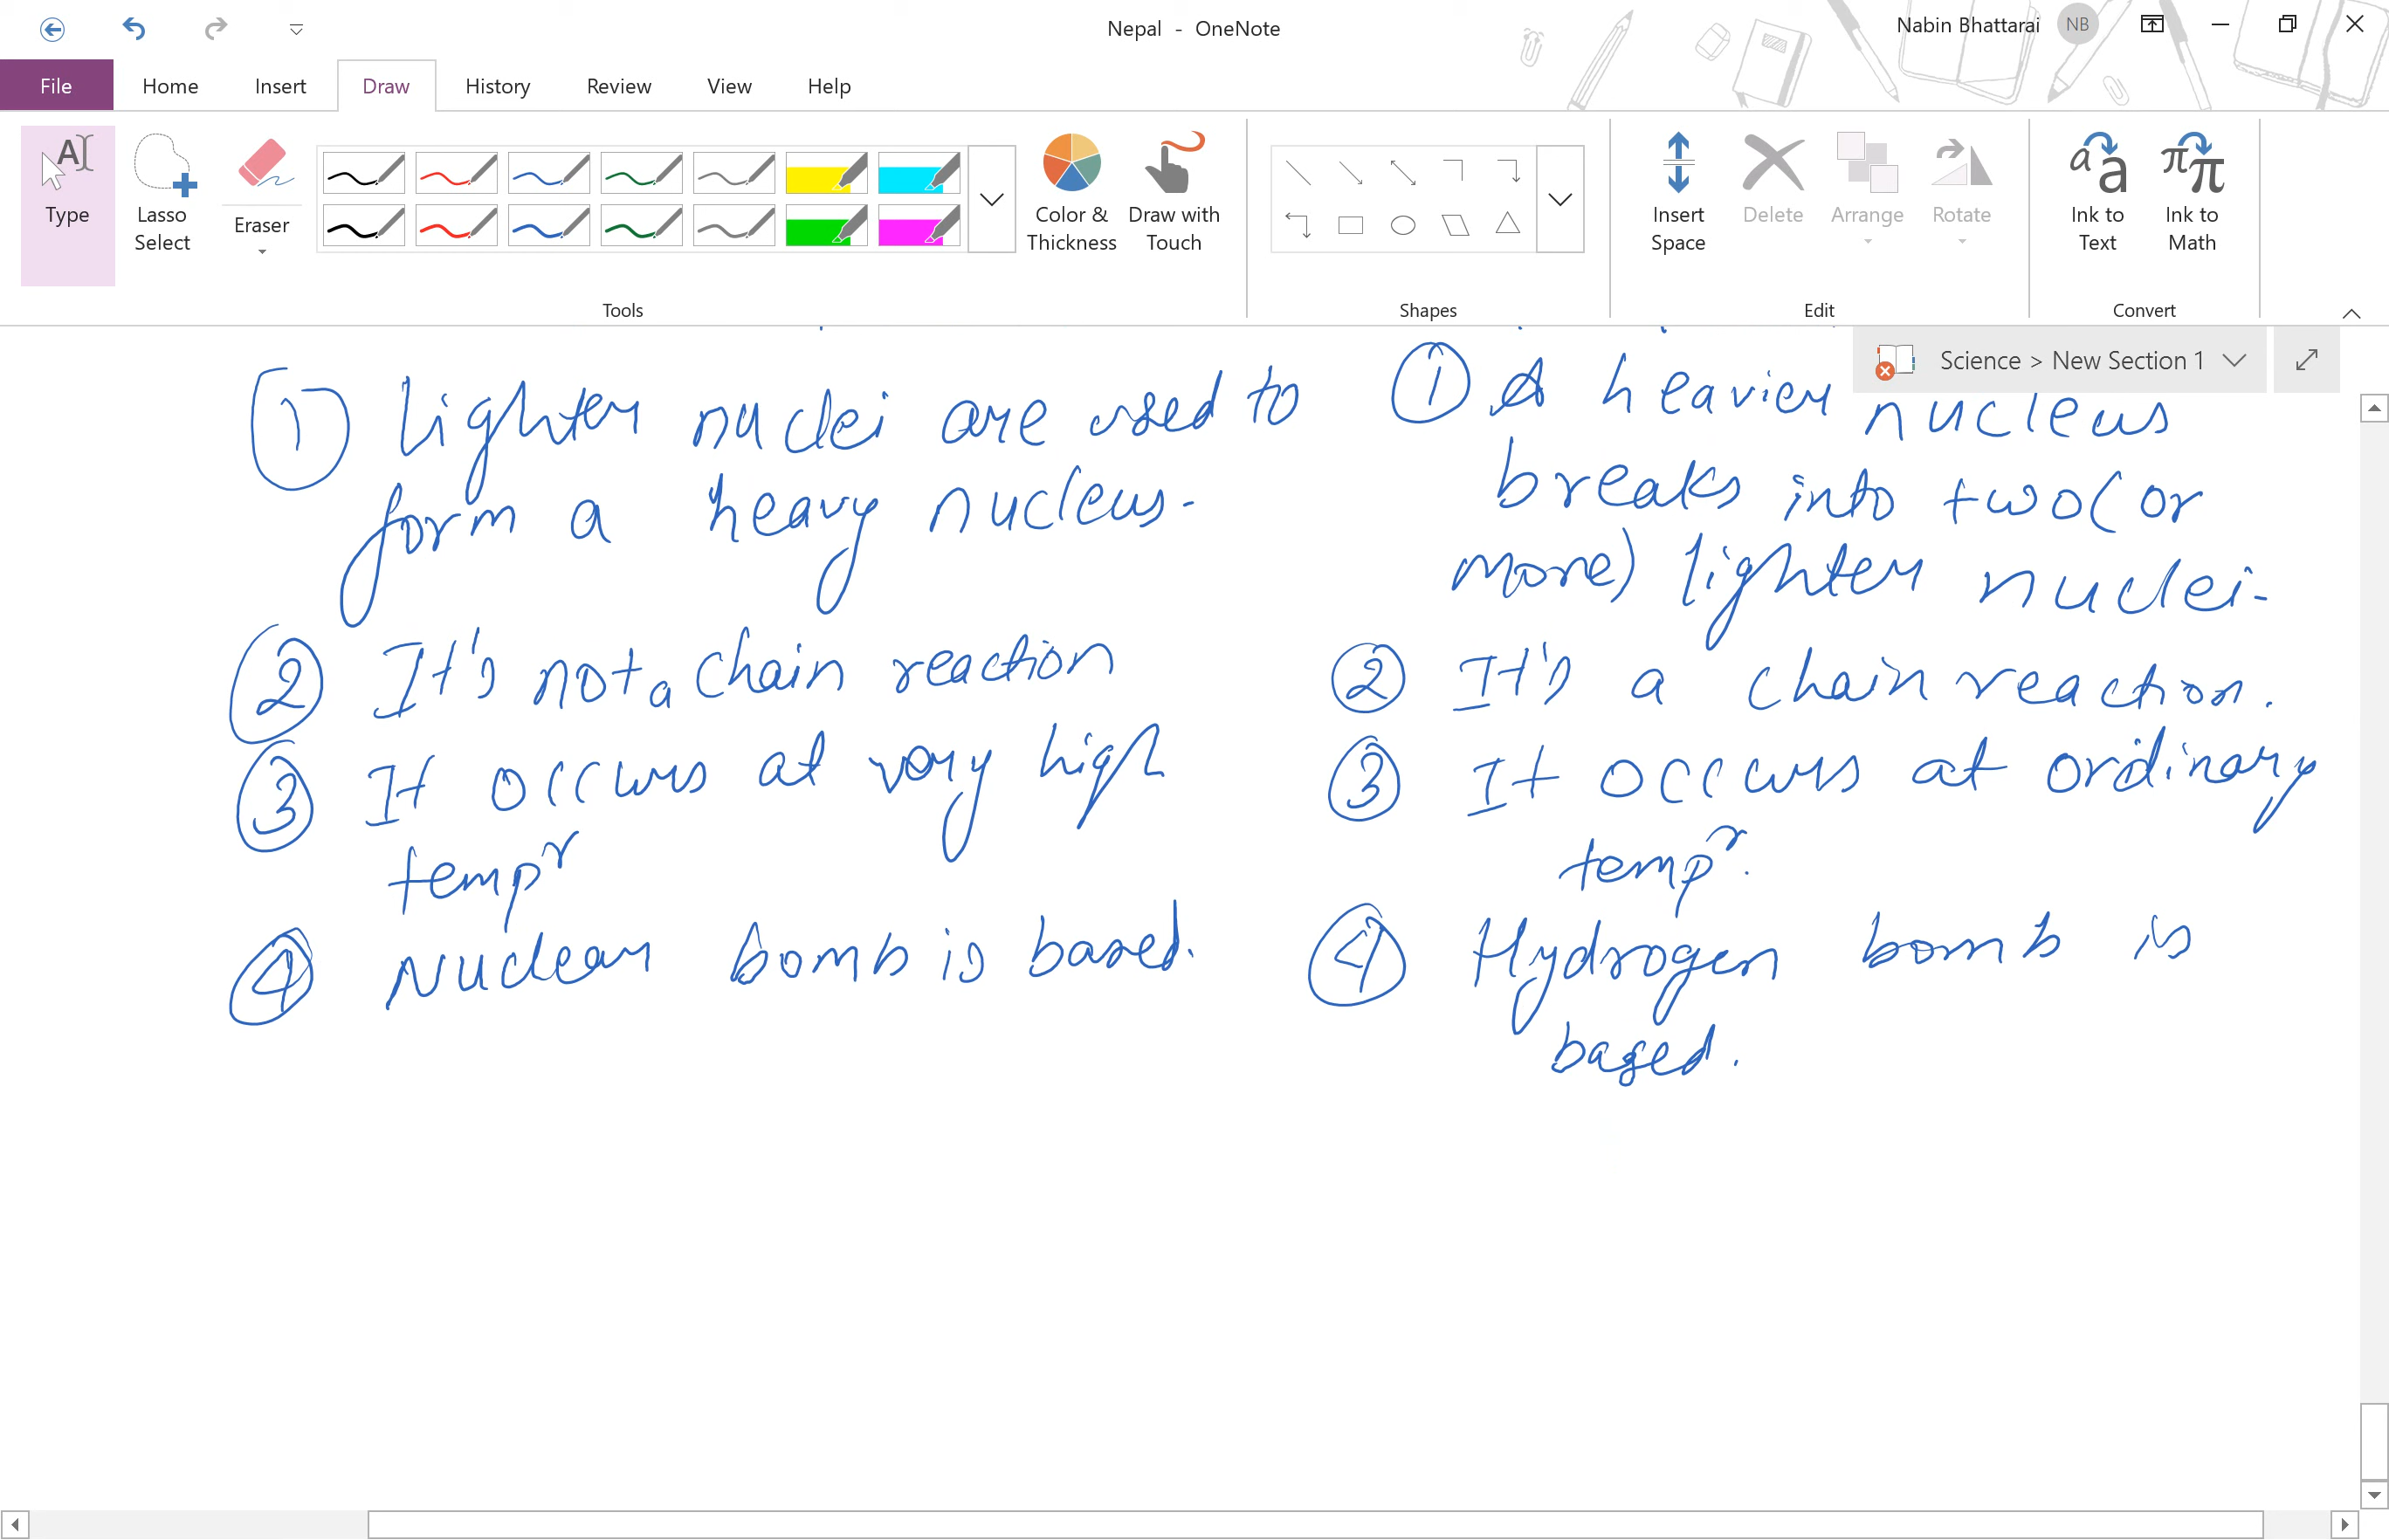 Nepal - OneNote
Nabin Bhattarai NB
File Home Insert Draw History Review View Help
Type
Lasso Select
Eraser
Color & Thickness
Draw with Touch
Insert Space
Delete
Arrange
Rotate
Ink to Text
Ink to Math
Tools Shapes Edit Convert
Science > New Section 1
① lighter nuclei are used to
form a heavy nucleus.
② It's not a chain reaction
③ It occurs at very high
tempʳ
④ Nuclear bomb is based.
① A heavier nucleus
breaks into two (or
more) lighter nuclei.
② It's a chain reaction.
③ It occurs at ordinary
tempʳ.
④ Hydrogen bomb is
based.